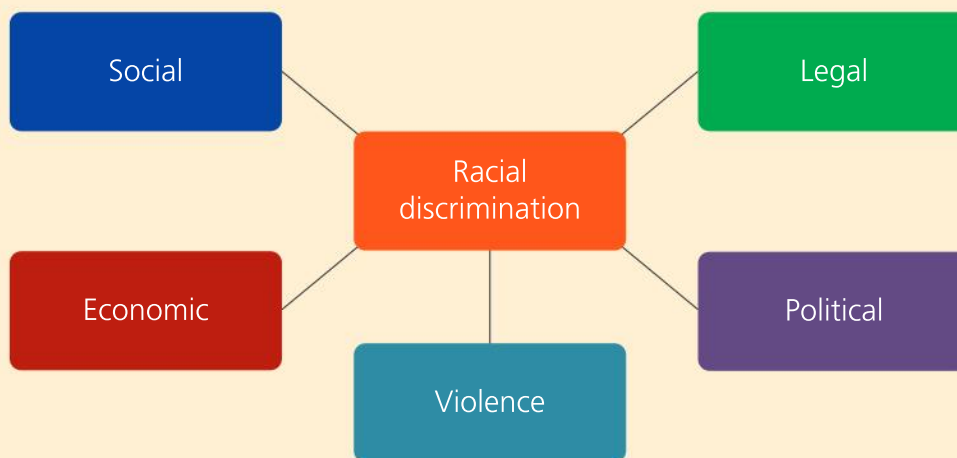 Social
Legal
Racial
discrimination
Economic
Political
Violence